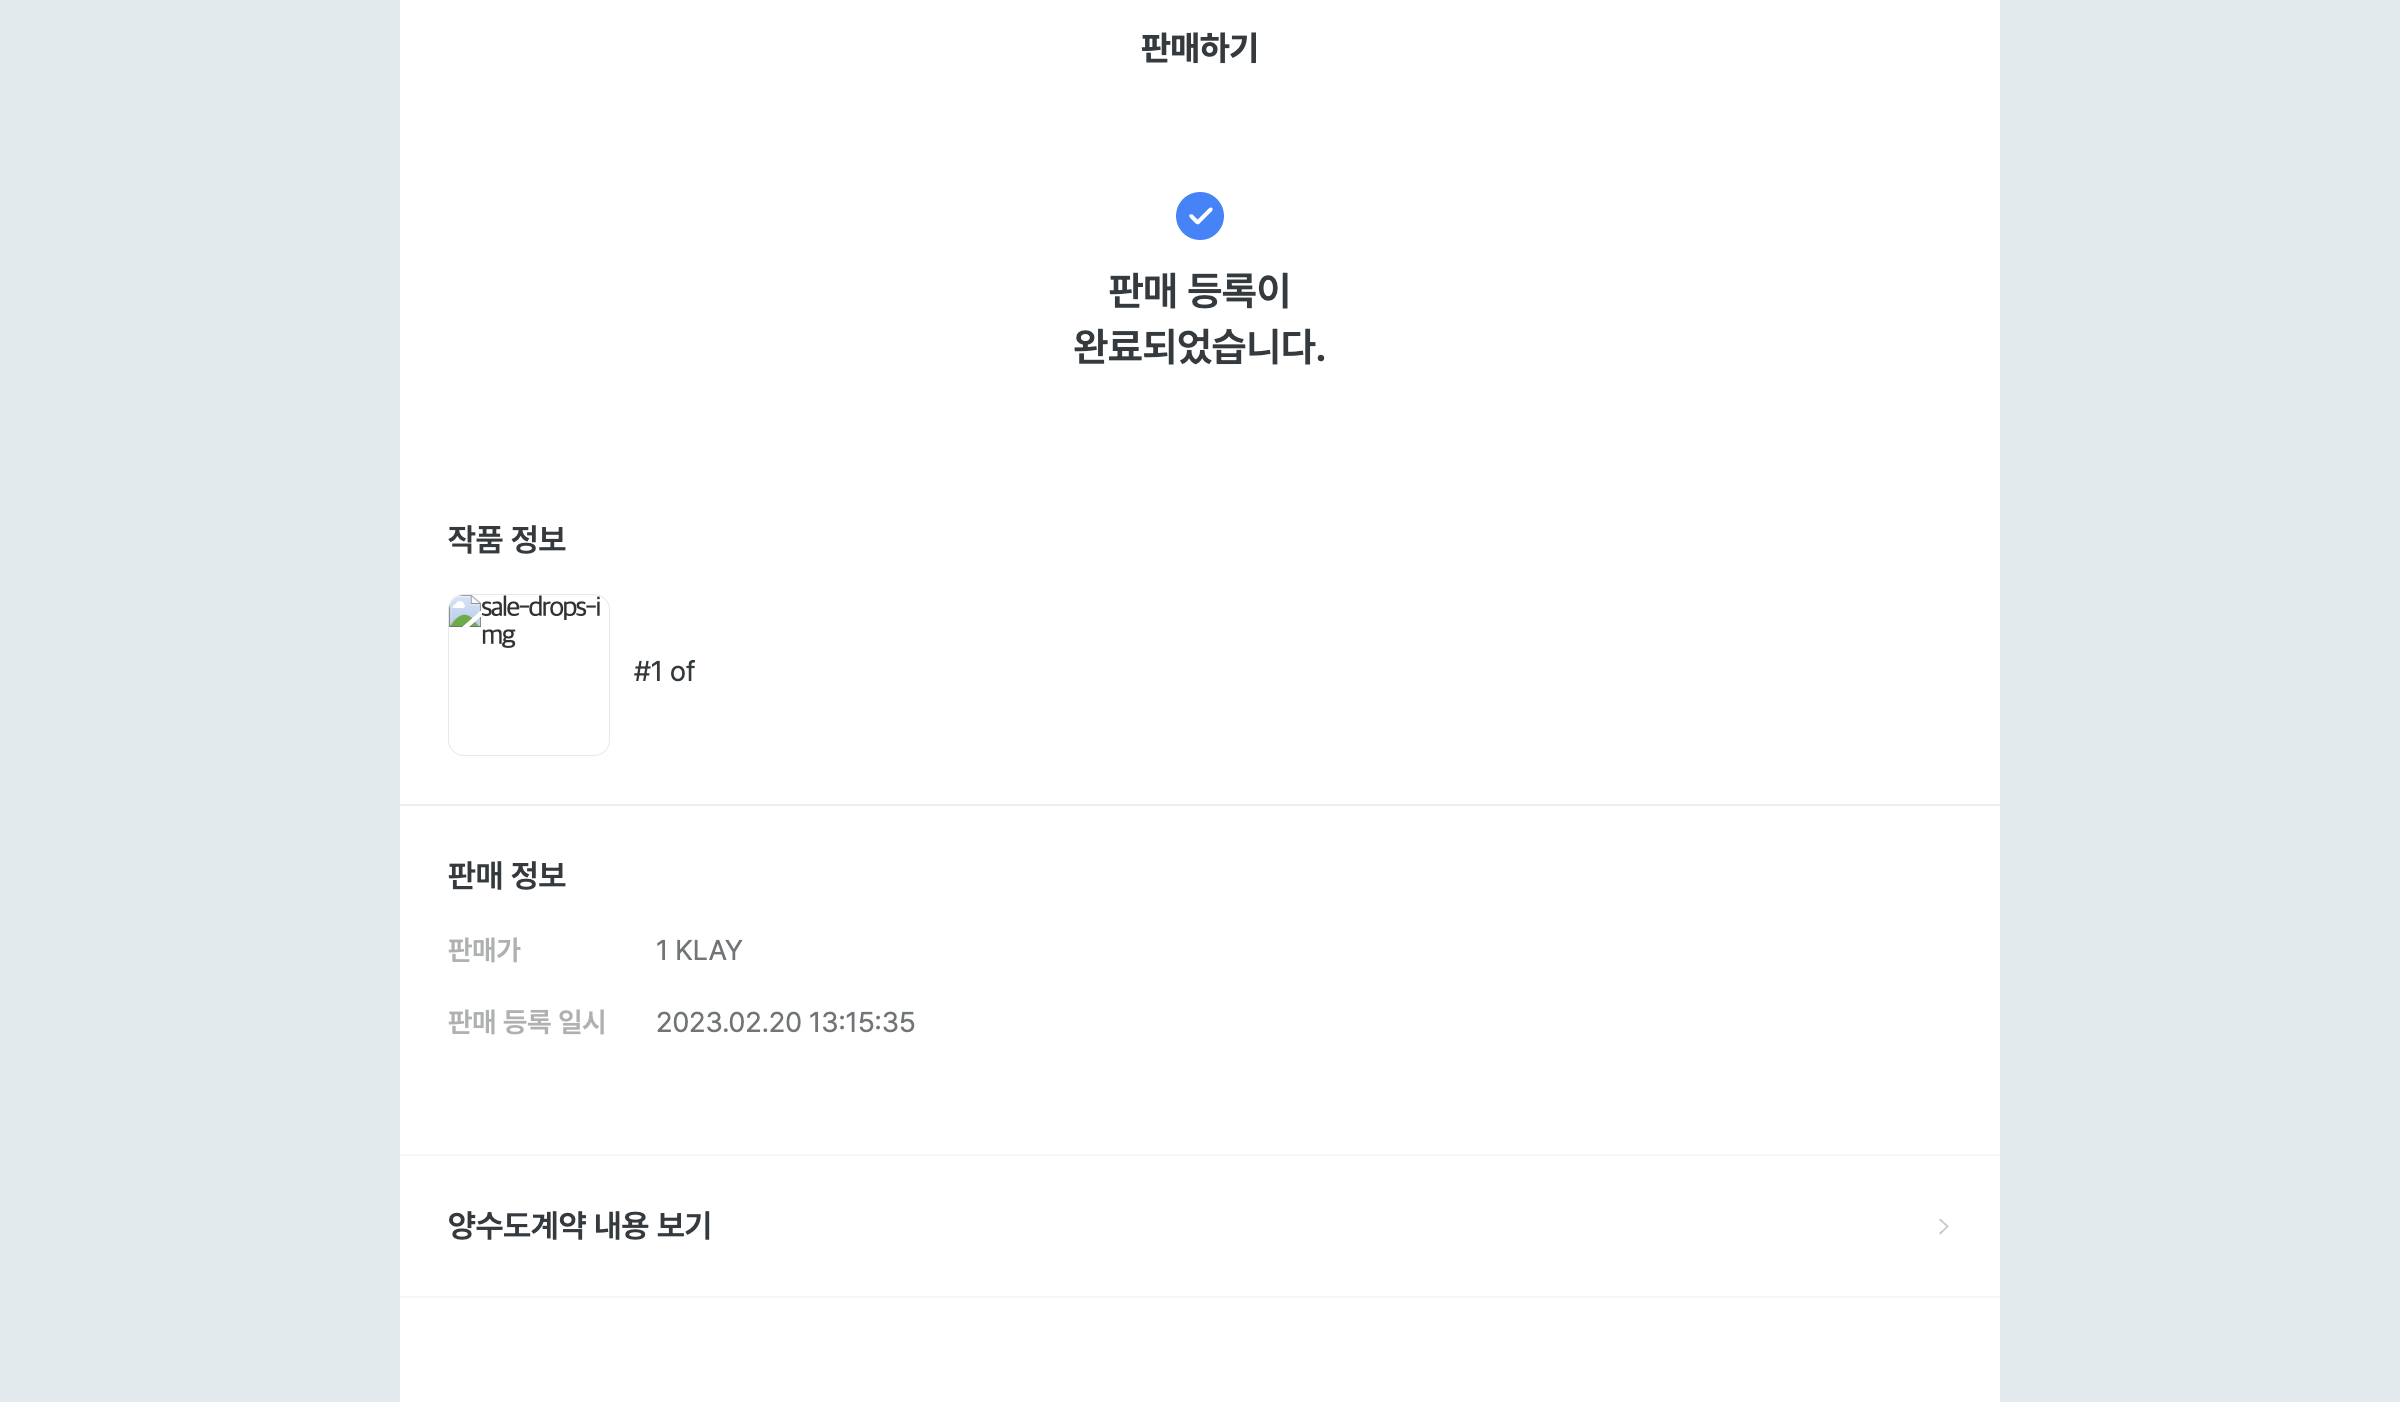 판매하기
판매 등록이
완료되었습니다.
작품 정보
sale-drops-i
mg
#1 of
판매 정보
판매가 1 KLAY
판매 등록 일시 2023.02.20 13:15:35
양수도계약 내용 보기